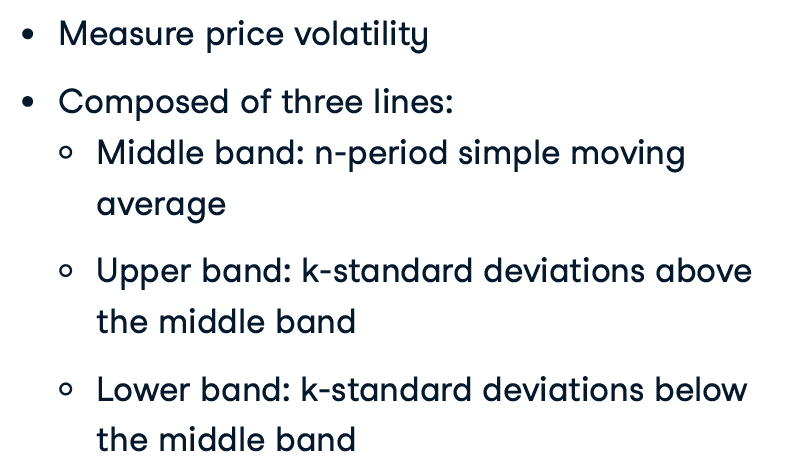 • Measure price volatility
• Composed of three lines:
○ Middle band: n-period simple moving
average
○ Upper band: k-standard deviations above
the middle band
○ Lower band: k-standard deviations below
the middle band